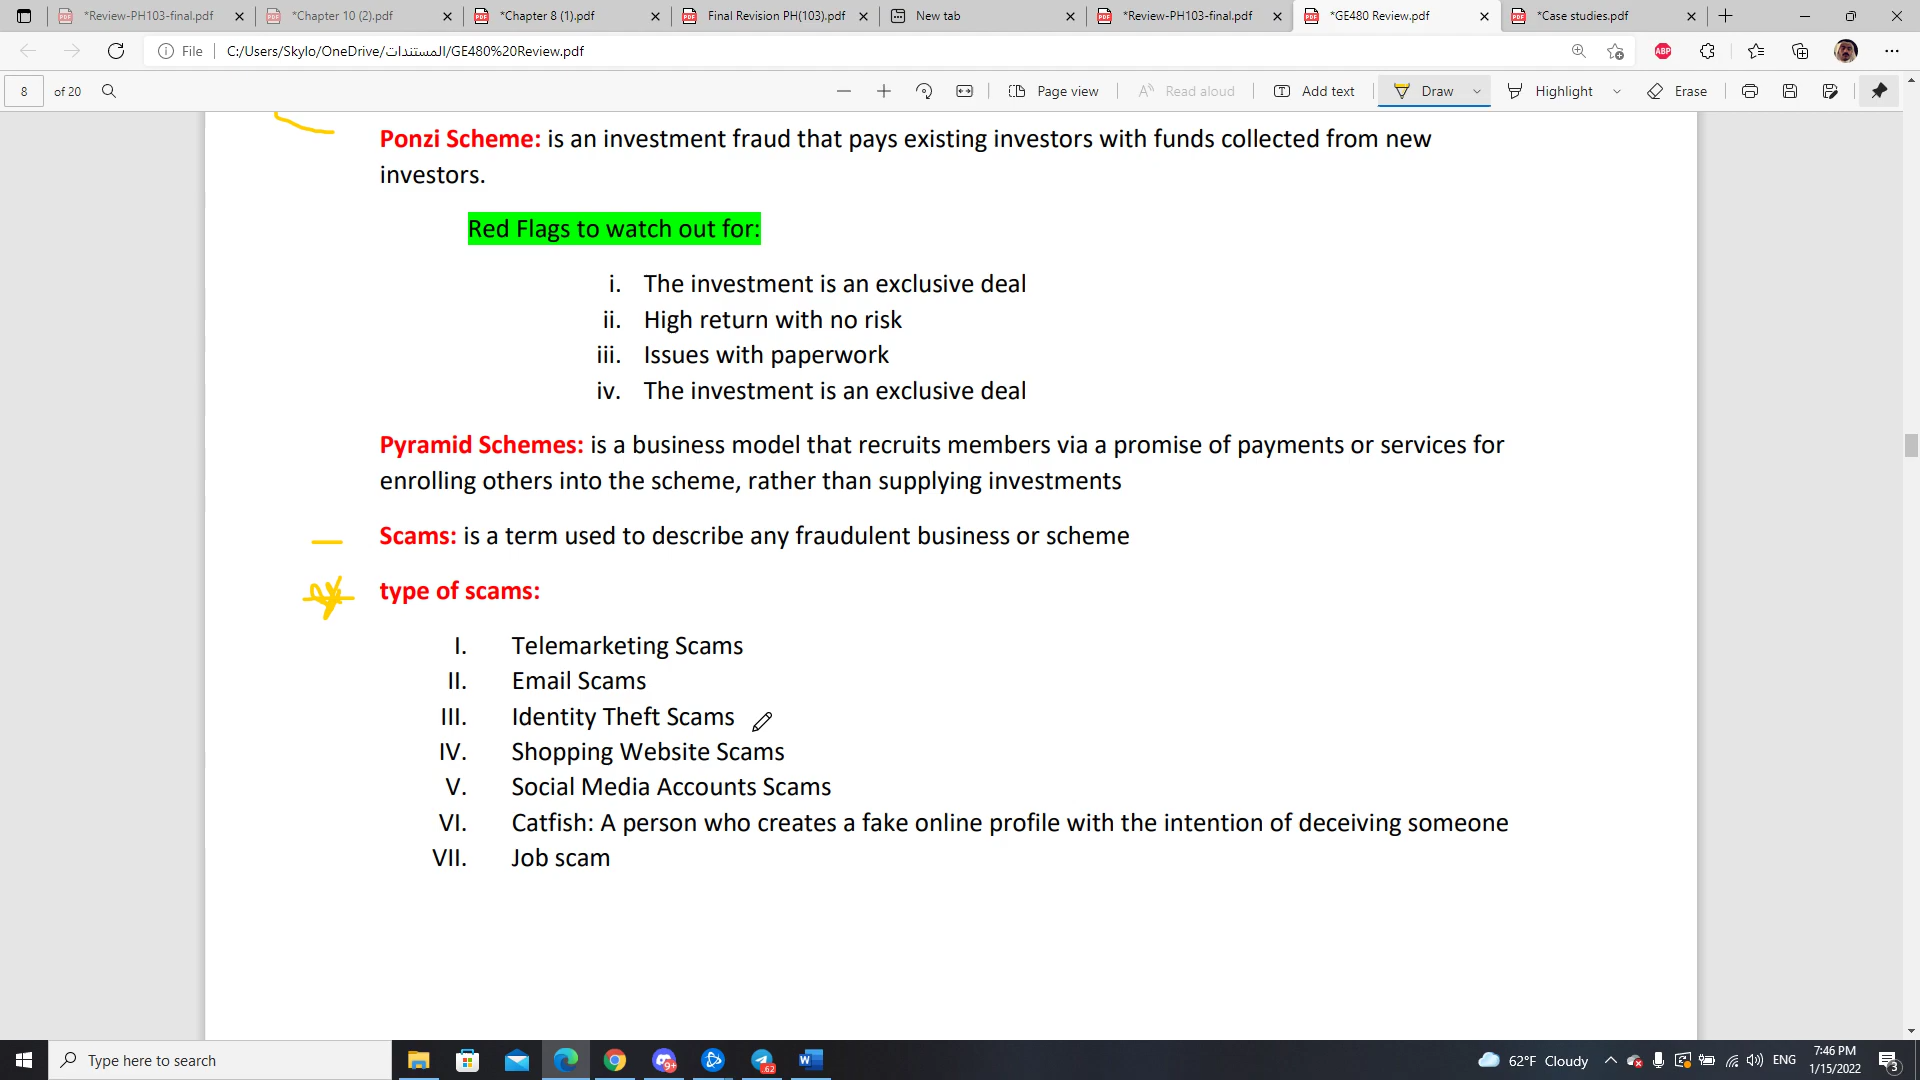 *Review-PH103-final.pdf
*Chapter 10 (2).pdf
*Chapter 8 (1).pdf
Final Revision PH(103).pdf
New tab
*Review-PH103-final.pdf
*GE480 Review.pdf
*Case studies.pdf
File
C:/Users/Skylo/OneDrive/المستندات/GE480%20Review.pdf
ABP
8 of 20
Page view
Read aloud
Add text
Draw
Highlight
Erase
Ponzi Scheme: is an investment fraud that pays existing investors with funds collected from new
investors.
Red Flags to watch out for:
i. The investment is an exclusive deal
ii. High return with no risk
iii. Issues with paperwork
iv. The investment is an exclusive deal
Pyramid Schemes: is a business model that recruits members via a promise of payments or services for
enrolling others into the scheme, rather than supplying investments
Scams: is a term used to describe any fraudulent business or scheme
type of scams:
I. Telemarketing Scams
II. Email Scams
III. Identity Theft Scams
IV. Shopping Website Scams
V. Social Media Accounts Scams
VI. Catfish: A person who creates a fake online profile with the intention of deceiving someone
VII. Job scam
Type here to search
9+
62
62°F Cloudy
ENG
7:46 PM
1/15/2022
3